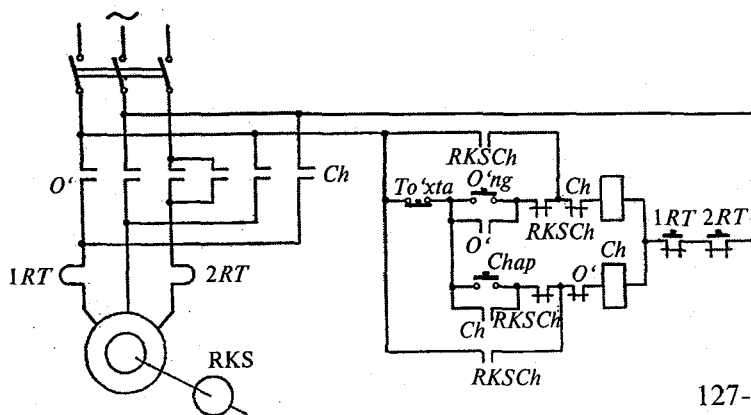 ~
RKSCh
O‘
Ch
To‘xta
O‘ng
Ch
O‘
RKSCh
1RT 2RT
Chap
O‘
Ch
1RT
2RT
Ch
RKSCh
RKS
RKSCh
127-